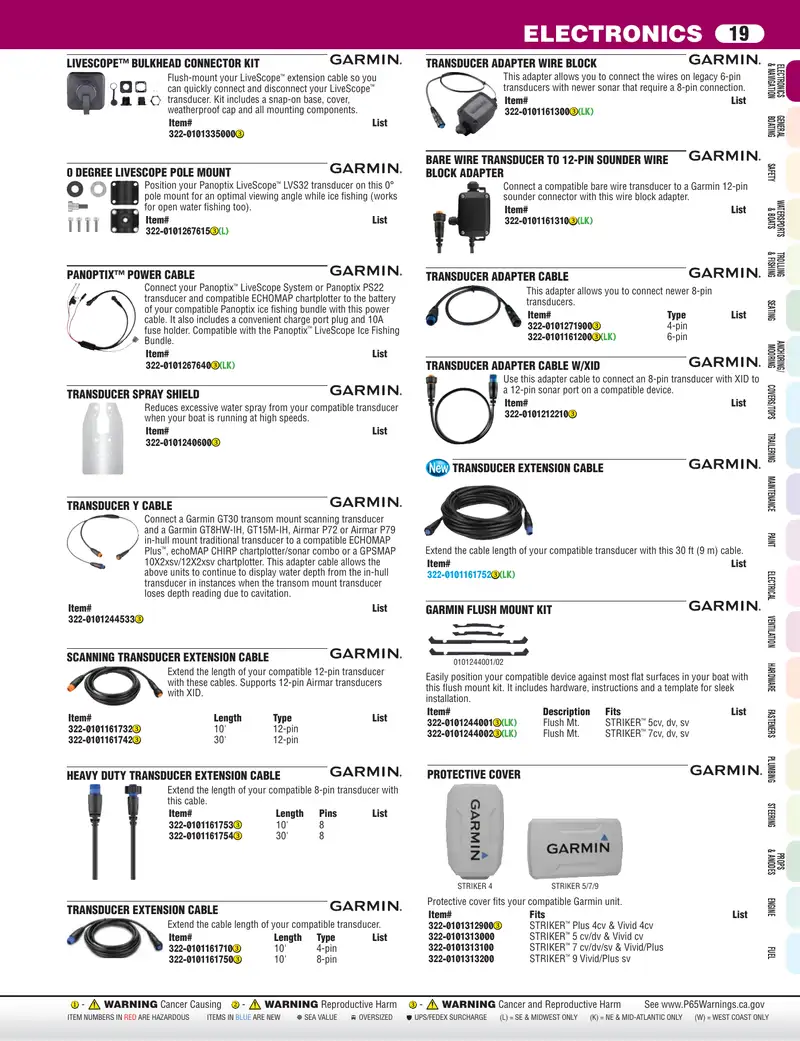 ELECTRONICS 19
LIVESCOPE™ BULKHEAD CONNECTOR KIT
GARMIN.
Flush-mount your LiveScope™ extension cable so you
can quickly connect and disconnect your LiveScope™
transducer. Kit includes a snap-on base, cover,
weatherproof cap and all mounting components.
Item# List
322-0101335000③
0 DEGREE LIVESCOPE POLE MOUNT
GARMIN.
Position your Panoptix LiveScope™ LVS32 transducer on this 0°
pole mount for an optimal viewing angle while ice fishing (works
for open water fishing too).
Item# List
322-0101267615③(L)
PANOPTIX™ POWER CABLE
GARMIN.
Connect your Panoptix™ LiveScope System or Panoptix PS22
transducer and compatible ECHOMAP chartplotter to the battery
of your compatible Panoptix ice fishing bundle with this power
cable. It also includes a convenient charge port plug and 10A
fuse holder. Compatible with the Panoptix™ LiveScope Ice Fishing
Bundle.
Item# List
322-0101267640③(LK)
TRANSDUCER SPRAY SHIELD
GARMIN.
Reduces excessive water spray from your compatible transducer
when your boat is running at high speeds.
Item# List
322-0101240600③
TRANSDUCER Y CABLE
GARMIN.
Connect a Garmin GT30 transom mount scanning transducer
and a Garmin GT8HW-IH, GT15M-IH, Airmar P72 or Airmar P79
in-hull mount traditional transducer to a compatible ECHOMAP
Plus™, echoMAP CHIRP chartplotter/sonar combo or a GPSMAP
10X2xsv/12X2xsv chartplotter. This adapter cable allows the
above units to continue to display water depth from the in-hull
transducer in instances when the transom mount transducer
loses depth reading due to cavitation.
Item# List
322-0101244533③
SCANNING TRANSDUCER EXTENSION CABLE
GARMIN.
Extend the length of your compatible 12-pin transducer
with these cables. Supports 12-pin Airmar transducers
with XID.
Item# Length Type List
322-0101161732③ 10' 12-pin
322-0101161742③ 30' 12-pin
HEAVY DUTY TRANSDUCER EXTENSION CABLE
GARMIN.
Extend the length of your compatible 8-pin transducer with
this cable.
Item# Length Pins List
322-0101161753③ 10' 8
322-0101161754③ 30' 8
TRANSDUCER EXTENSION CABLE
GARMIN.
Extend the cable length of your compatible transducer.
Item# Length Type List
322-0101161710③ 10' 4-pin
322-0101161750③ 10' 8-pin
TRANSDUCER ADAPTER WIRE BLOCK
GARMIN.
This adapter allows you to connect the wires on legacy 6-pin
transducers with newer sonar that require a 8-pin connection.
Item# List
322-0101161300③(LK)
BARE WIRE TRANSDUCER TO 12-PIN SOUNDER WIRE
BLOCK ADAPTER
GARMIN.
Connect a compatible bare wire transducer to a Garmin 12-pin
sounder connector with this wire block adapter.
Item# List
322-0101161310③(LK)
TRANSDUCER ADAPTER CABLE
GARMIN.
This adapter allows you to connect newer 8-pin
transducers.
Item# Type List
322-0101271900③ 4-pin
322-0101161200③(LK) 6-pin
TRANSDUCER ADAPTER CABLE W/XID
GARMIN.
Use this adapter cable to connect an 8-pin transducer with XID to
a 12-pin sonar port on a compatible device.
Item# List
322-0101212210③
New TRANSDUCER EXTENSION CABLE
GARMIN.
Extend the cable length of your compatible transducer with this 30 ft (9 m) cable.
Item# List
322-0101161752③(LK)
GARMIN FLUSH MOUNT KIT
GARMIN.
0101244001/02
Easily position your compatible device against most flat surfaces in your boat with
this flush mount kit. It includes hardware, instructions and a template for sleek
installation.
Item# Description Fits List
322-0101244001③(LK) Flush Mt. STRIKER™ 5cv, dv, sv
322-0101244002③(LK) Flush Mt. STRIKER™ 7cv, dv, sv
PROTECTIVE COVER
GARMIN.
GARMIN
GARMIN
STRIKER 4 STRIKER 5/7/9
Protective cover fits your compatible Garmin unit.
Item# Fits List
322-0101312900③ STRIKER™ Plus 4cv & Vivid 4cv
322-0101313000 STRIKER™ 5 cv/dv & Vivid cv
322-0101313100 STRIKER™ 7 cv/dv/sv & Vivid/Plus
322-0101313200 STRIKER™ 9 Vivid/Plus sv
ELECTRONICS
& NAVIGATION
GENERAL
BOATING
SAFETY
WATERSPORTS
& BOATS
TROLLING
& FISHING
SEATING
ANCHORING/
MOORING
COVERS/TOPS
TRAILERING
MAINTENANCE
PAINT
ELECTRICAL
VENTILATION
HARDWARE
FASTENERS
PLUMBING
STEERING
PROPS
& ANODES
ENGINE
FUEL
① - WARNING Cancer Causing ② - WARNING Reproductive Harm ③ - WARNING Cancer and Reproductive Harm See www.P65Warnings.ca.gov
ITEM NUMBERS IN RED ARE HAZARDOUS ITEMS IN BLUE ARE NEW SEA VALUE OVERSIZED UPS/FEDEX SURCHARGE (L) = SE & MIDWEST ONLY (K) = NE & MID-ATLANTIC ONLY (W) = WEST COAST ONLY